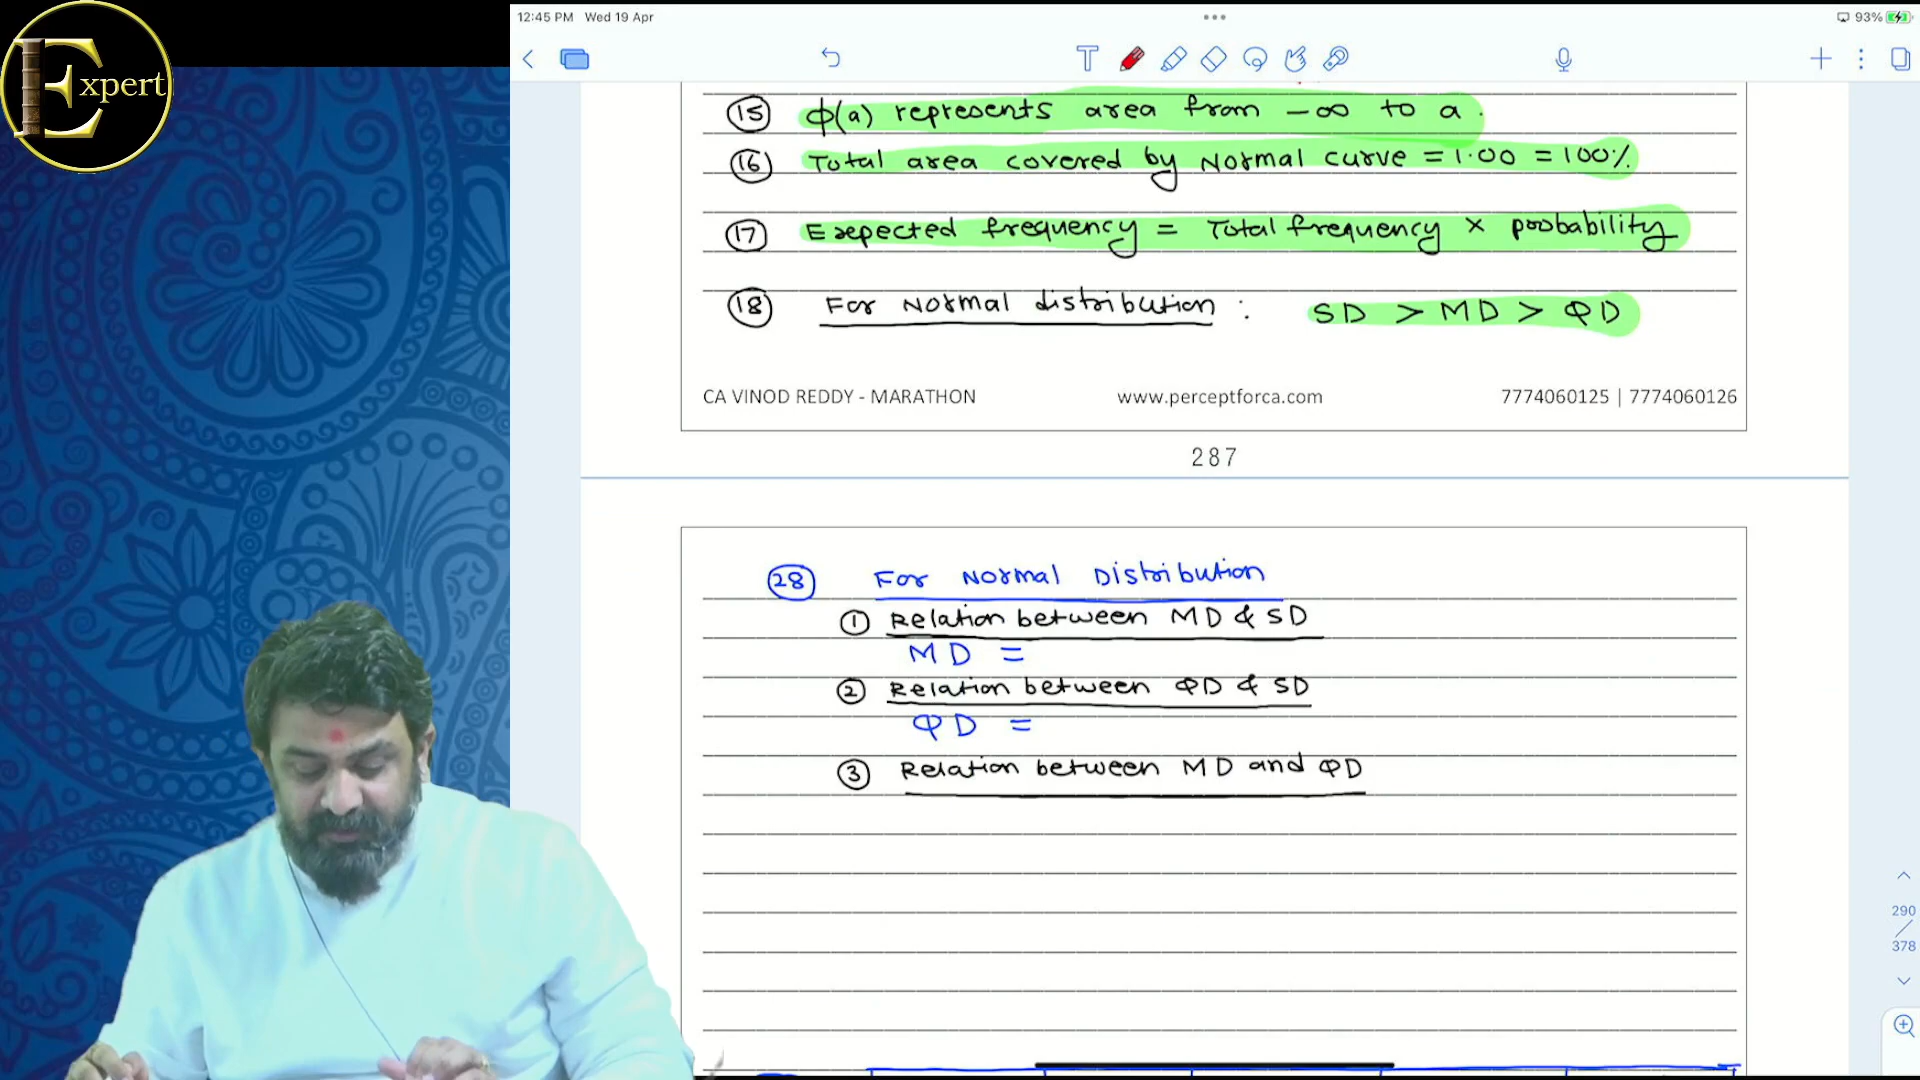 Expert
12:45 PM Wed 19 Apr
93%
(15) φ(a) represents area from -∞ to a.
(16) Total area covered by Normal curve = 1.00 = 100%
(17) Expected frequency = Total frequency × probability
(18) For Normal distribution : SD > MD > QD
CA VINOD REDDY - MARATHON www.perceptforca.com 7774060125 | 7774060126
287
(28) For Normal Distribution
(1) Relation between MD & SD
MD =
(2) Relation between QD & SD
QD =
(3) Relation between MD and QD
290
/
378